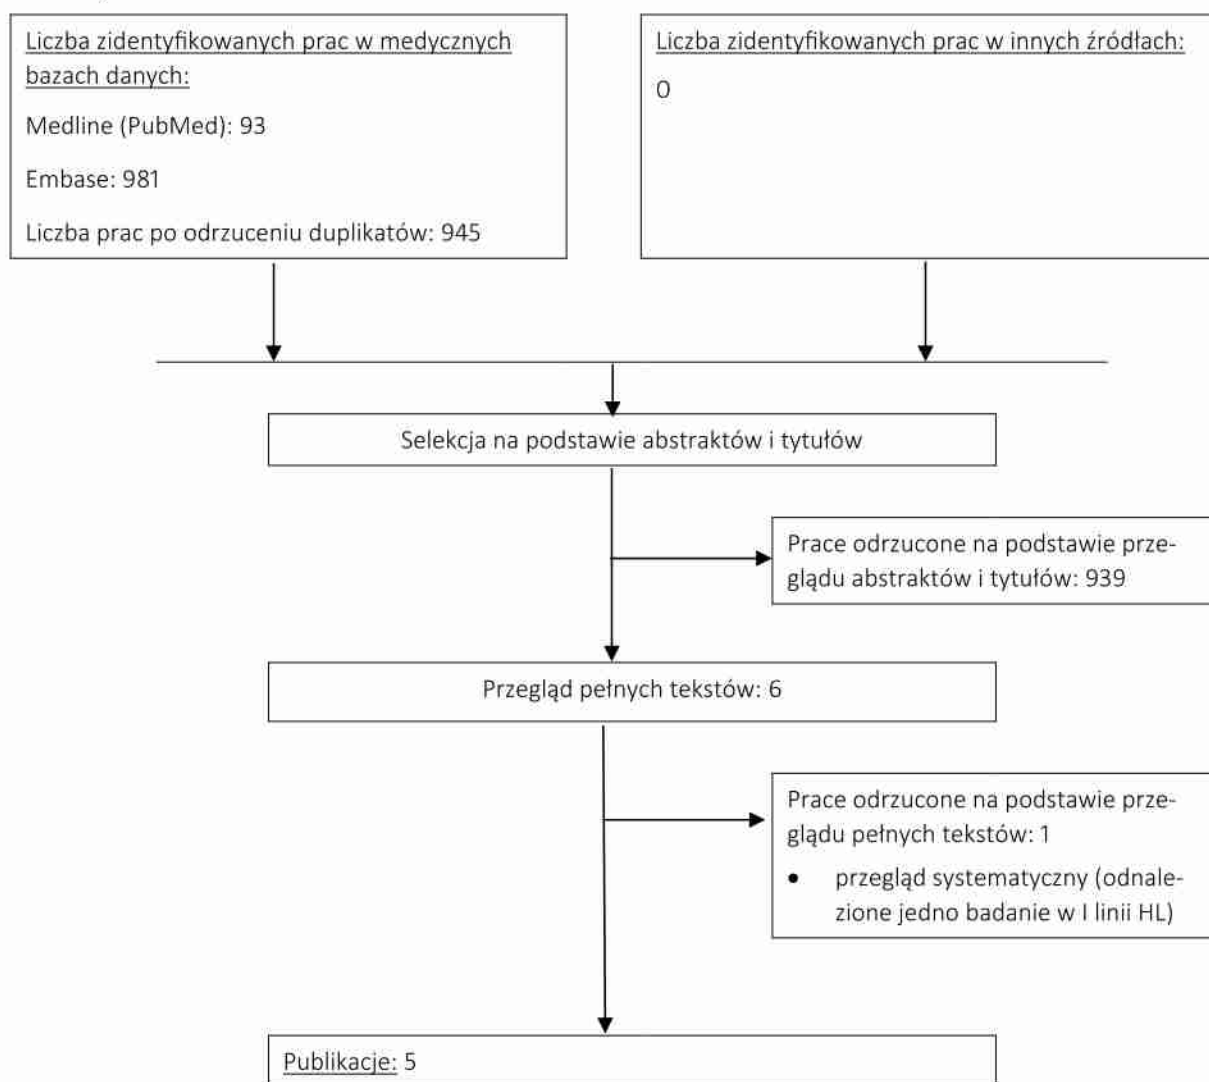 Liczba zidentyfikowanych prac w medycznych
bazach danych:
Medline (PubMed): 93
Embase: 981
Liczba prac po odrzuceniu duplikatów: 945
Liczba zidentyfikowanych prac w innych źródłach:
0
Selekcja na podstawie abstraktów i tytułów
Prace odrzucone na podstawie prze-
glądu abstraktów i tytułów: 939
Przegląd pełnych tekstów: 6
Prace odrzucone na podstawie prze-
glądu pełnych tekstów: 1
• przegląd systematyczny (odnale-
zione jedno badanie w I linii HL)
Publikacje: 5